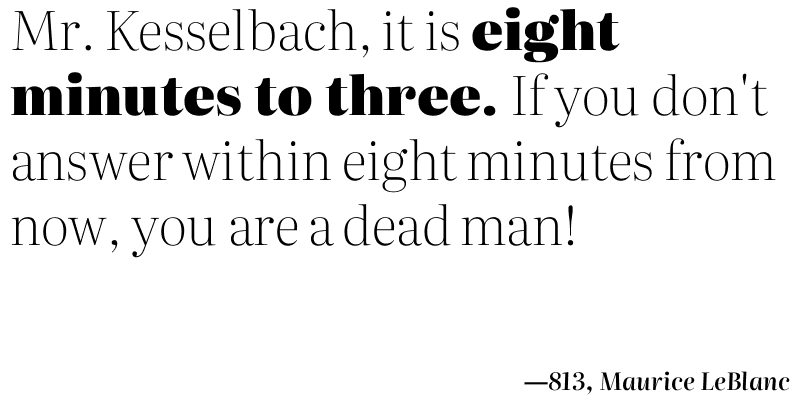 Mr. Kesselbach, it is eight
minutes to three. If you don't
answer within eight minutes from
now, you are a dead man!
—813, Maurice LeBlanc